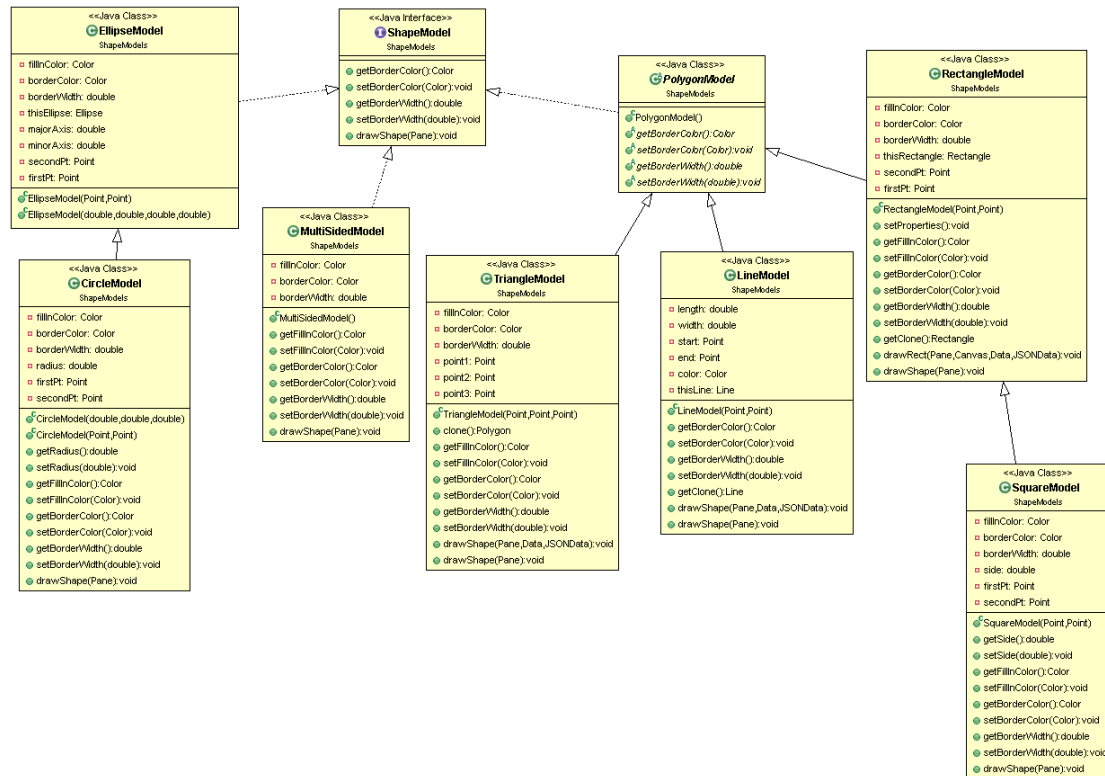 <<Java Class>>
EllipseModel
ShapeModels
fillInColor: Color
borderColor: Color
borderWidth: double
thisEllipse: Ellipse
majorAxis: double
minorAxis: double
secondPt: Point
firstPt: Point
EllipseModel(Point,Point)
EllipseModel(double,double,double,double)
<<Java Interface>>
ShapeModel
ShapeModels
getBorderColor():Color
setBorderColor(Color):void
getBorderWidth():double
setBorderWidth(double):void
drawShape(Pane):void
<<Java Class>>
PolygonModel
ShapeModels
PolygonModel()
getBorderColor():Color
setBorderColor(Color):void
getBorderWidth():double
setBorderWidth(double):void
<<Java Class>>
RectangleModel
ShapeModels
fillInColor: Color
borderColor: Color
borderWidth: double
thisRectangle: Rectangle
secondPt: Point
firstPt: Point
RectangleModel(Point,Point)
setProperties():void
getFillInColor():Color
setFillInColor(Color):void
getBorderColor():Color
setBorderColor(Color):void
getBorderWidth():double
setBorderWidth(double):void
getClone():Rectangle
drawRect(Pane,Canvas,Data,JSONData):void
drawShape(Pane):void
<<Java Class>>
CircleModel
ShapeModels
fillInColor: Color
borderColor: Color
borderWidth: double
radius: double
firstPt: Point
secondPt: Point
CircleModel(double,double,double)
CircleModel(Point,Point)
getRadius():double
setRadius(double):void
getFillInColor():Color
setFillInColor(Color):void
getBorderColor():Color
setBorderColor(Color):void
getBorderWidth():double
setBorderWidth(double):void
drawShape(Pane):void
<<Java Class>>
MultiSidedModel
ShapeModels
fillInColor: Color
borderColor: Color
borderWidth: double
MultiSidedModel()
getFillInColor():Color
setFillInColor(Color):void
getBorderColor():Color
setBorderColor(Color):void
getBorderWidth():double
setBorderWidth(double):void
drawShape(Pane):void
<<Java Class>>
TriangleModel
ShapeModels
fillInColor: Color
borderColor: Color
borderWidth: double
point1: Point
point2: Point
point3: Point
TriangleModel(Point,Point,Point)
clone():Polygon
getFillInColor():Color
setFillInColor(Color):void
getBorderColor():Color
setBorderColor(Color):void
getBorderWidth():double
setBorderWidth(double):void
drawShape(Pane,Data,JSONData):void
drawShape(Pane):void
<<Java Class>>
LineModel
ShapeModels
length: double
width: double
start: Point
end: Point
color: Color
thisLine: Line
LineModel(Point,Point)
getBorderColor():Color
setBorderColor(Color):void
getBorderWidth():double
setBorderWidth(double):void
getClone():Line
drawShape(Pane,Data,JSONData):void
drawShape(Pane):void
<<Java Class>>
SquareModel
ShapeModels
fillInColor: Color
borderColor: Color
borderWidth: double
side: double
firstPt: Point
secondPt: Point
SquareModel(Point,Point)
getSide():double
setSide(double):void
getFillInColor():Color
setFillInColor(Color):void
getBorderColor():Color
setBorderColor(Color):void
getBorderWidth():double
setBorderWidth(double):void
drawShape(Pane):void